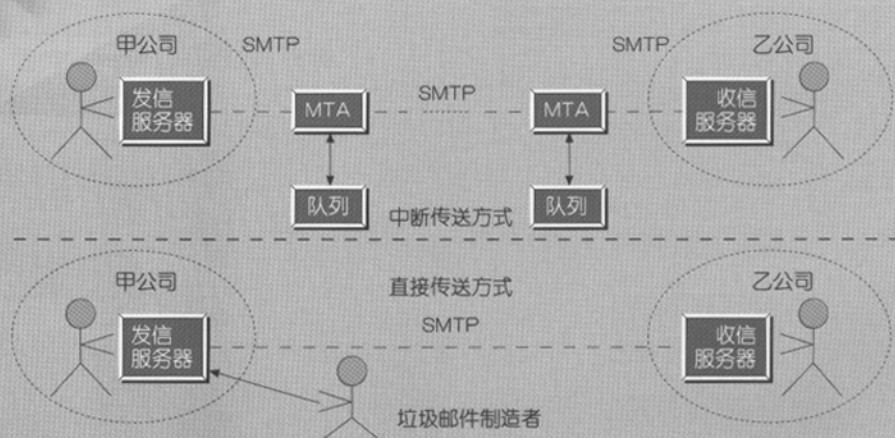 甲公司
SMTP
SMTP
乙公司
发信
服务器
MTA
SMTP
MTA
收信
服务器
队列
中断传送方式
队列
甲公司
直接传送方式
乙公司
发信
服务器
SMTP
收信
服务器
垃圾邮件制造者